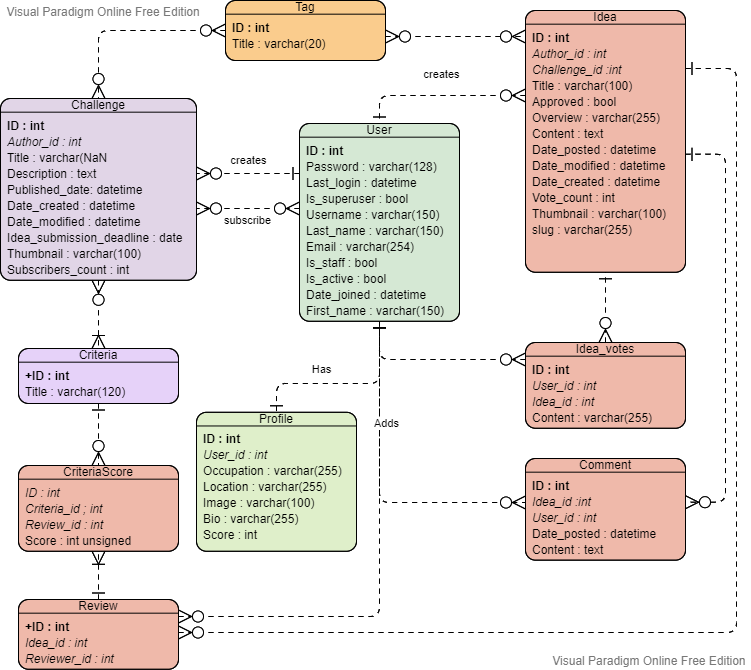 Visual Paradigm Online Free Edition
Tag
ID : int
Title : varchar(20)
Idea
ID : int
Author_id : int
Challenge_id :int
Title : varchar(100)
Approved : bool
Overview : varchar(255)
Content : text
Date_posted : datetime
Date_modified : datetime
Date_created : datetime
Vote_count : int
Thumbnail : varchar(100)
slug : varchar(255)
creates
Challenge
ID : int
Author_id : int
Title : varchar(NaN
Description : text
Published_date: datetime
Date_created : datetime
Date_modified : datetime
Idea_submission_deadline : date
Thumbnail : varchar(100)
Subscribers_count : int
creates
subscribe
User
ID : int
Password : varchar(128)
Last_login : datetime
Is_superuser : bool
Username : varchar(150)
Last_name : varchar(150)
Email : varchar(254)
Is_staff : bool
Is_active : bool
Date_joined : datetime
First_name : varchar(150)
Criteria
+ID : int
Title : varchar(120)
Has
Idea_votes
ID : int
User_id : int
Idea_id : int
Content : varchar(255)
Profile
ID : int
User_id : int
Occupation : varchar(255)
Location : varchar(255)
Image : varchar(100)
Bio : varchar(255)
Score : int
Adds
CriteriaScore
ID : int
Criteria_id ; int
Review_id : int
Score : int unsigned
Comment
ID : int
Idea_id :int
User_id : int
Date_posted : datetime
Content : text
Review
+ID : int
Idea_id : int
Reviewer_id : int
Visual Paradigm Online Free Edition